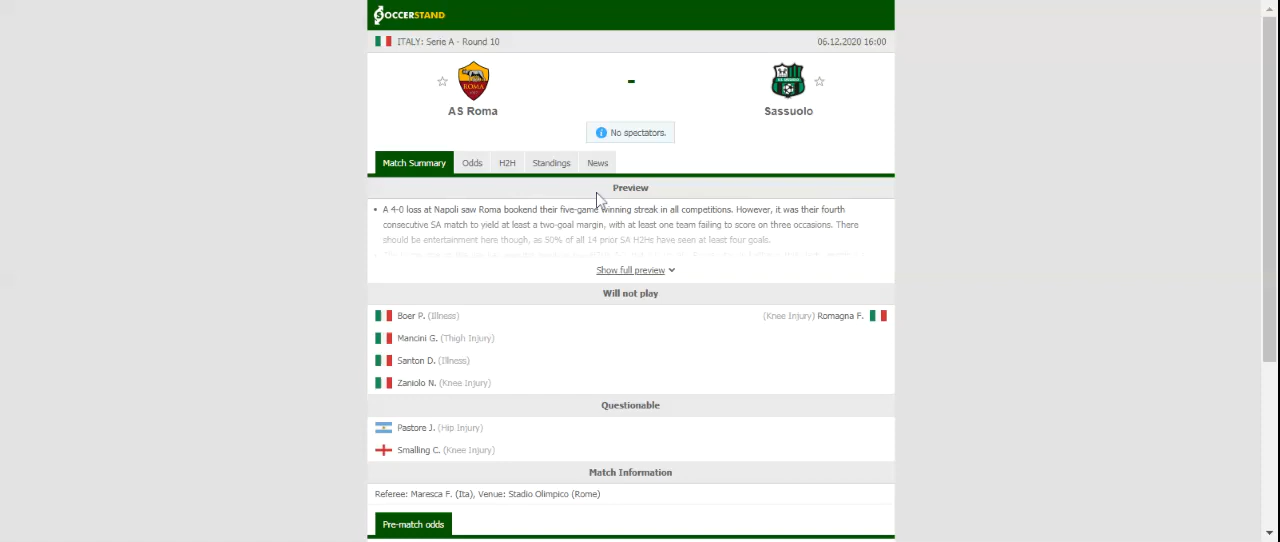 SOCCERSTAND
ITALY: Serie A - Round 10 06.12.2020 16:00
ROMA
-
AS Roma Sassuolo
No spectators.
Match Summary Odds H2H Standings News
Preview
• A 4-0 loss at Napoli saw Roma bookend their five-game winning streak in all competitions. However, it was their fourth
consecutive SA match to yield at least a two-goal margin, with at least one team failing to score on three occasions. There
should be entertainment here though, as 50% of all 14 prior SA H2Hs have seen at least four goals.
Show full preview
Will not play
Boer P. (Illness) (Knee Injury) Romagna F.
Mancini G. (Thigh Injury)
Santon D. (Illness)
Zaniolo N. (Knee Injury)
Questionable
Pastore J. (Hip Injury)
Smalling C. (Knee Injury)
Match Information
Referee: Maresca F. (Ita), Venue: Stadio Olimpico (Rome)
Pre-match odds